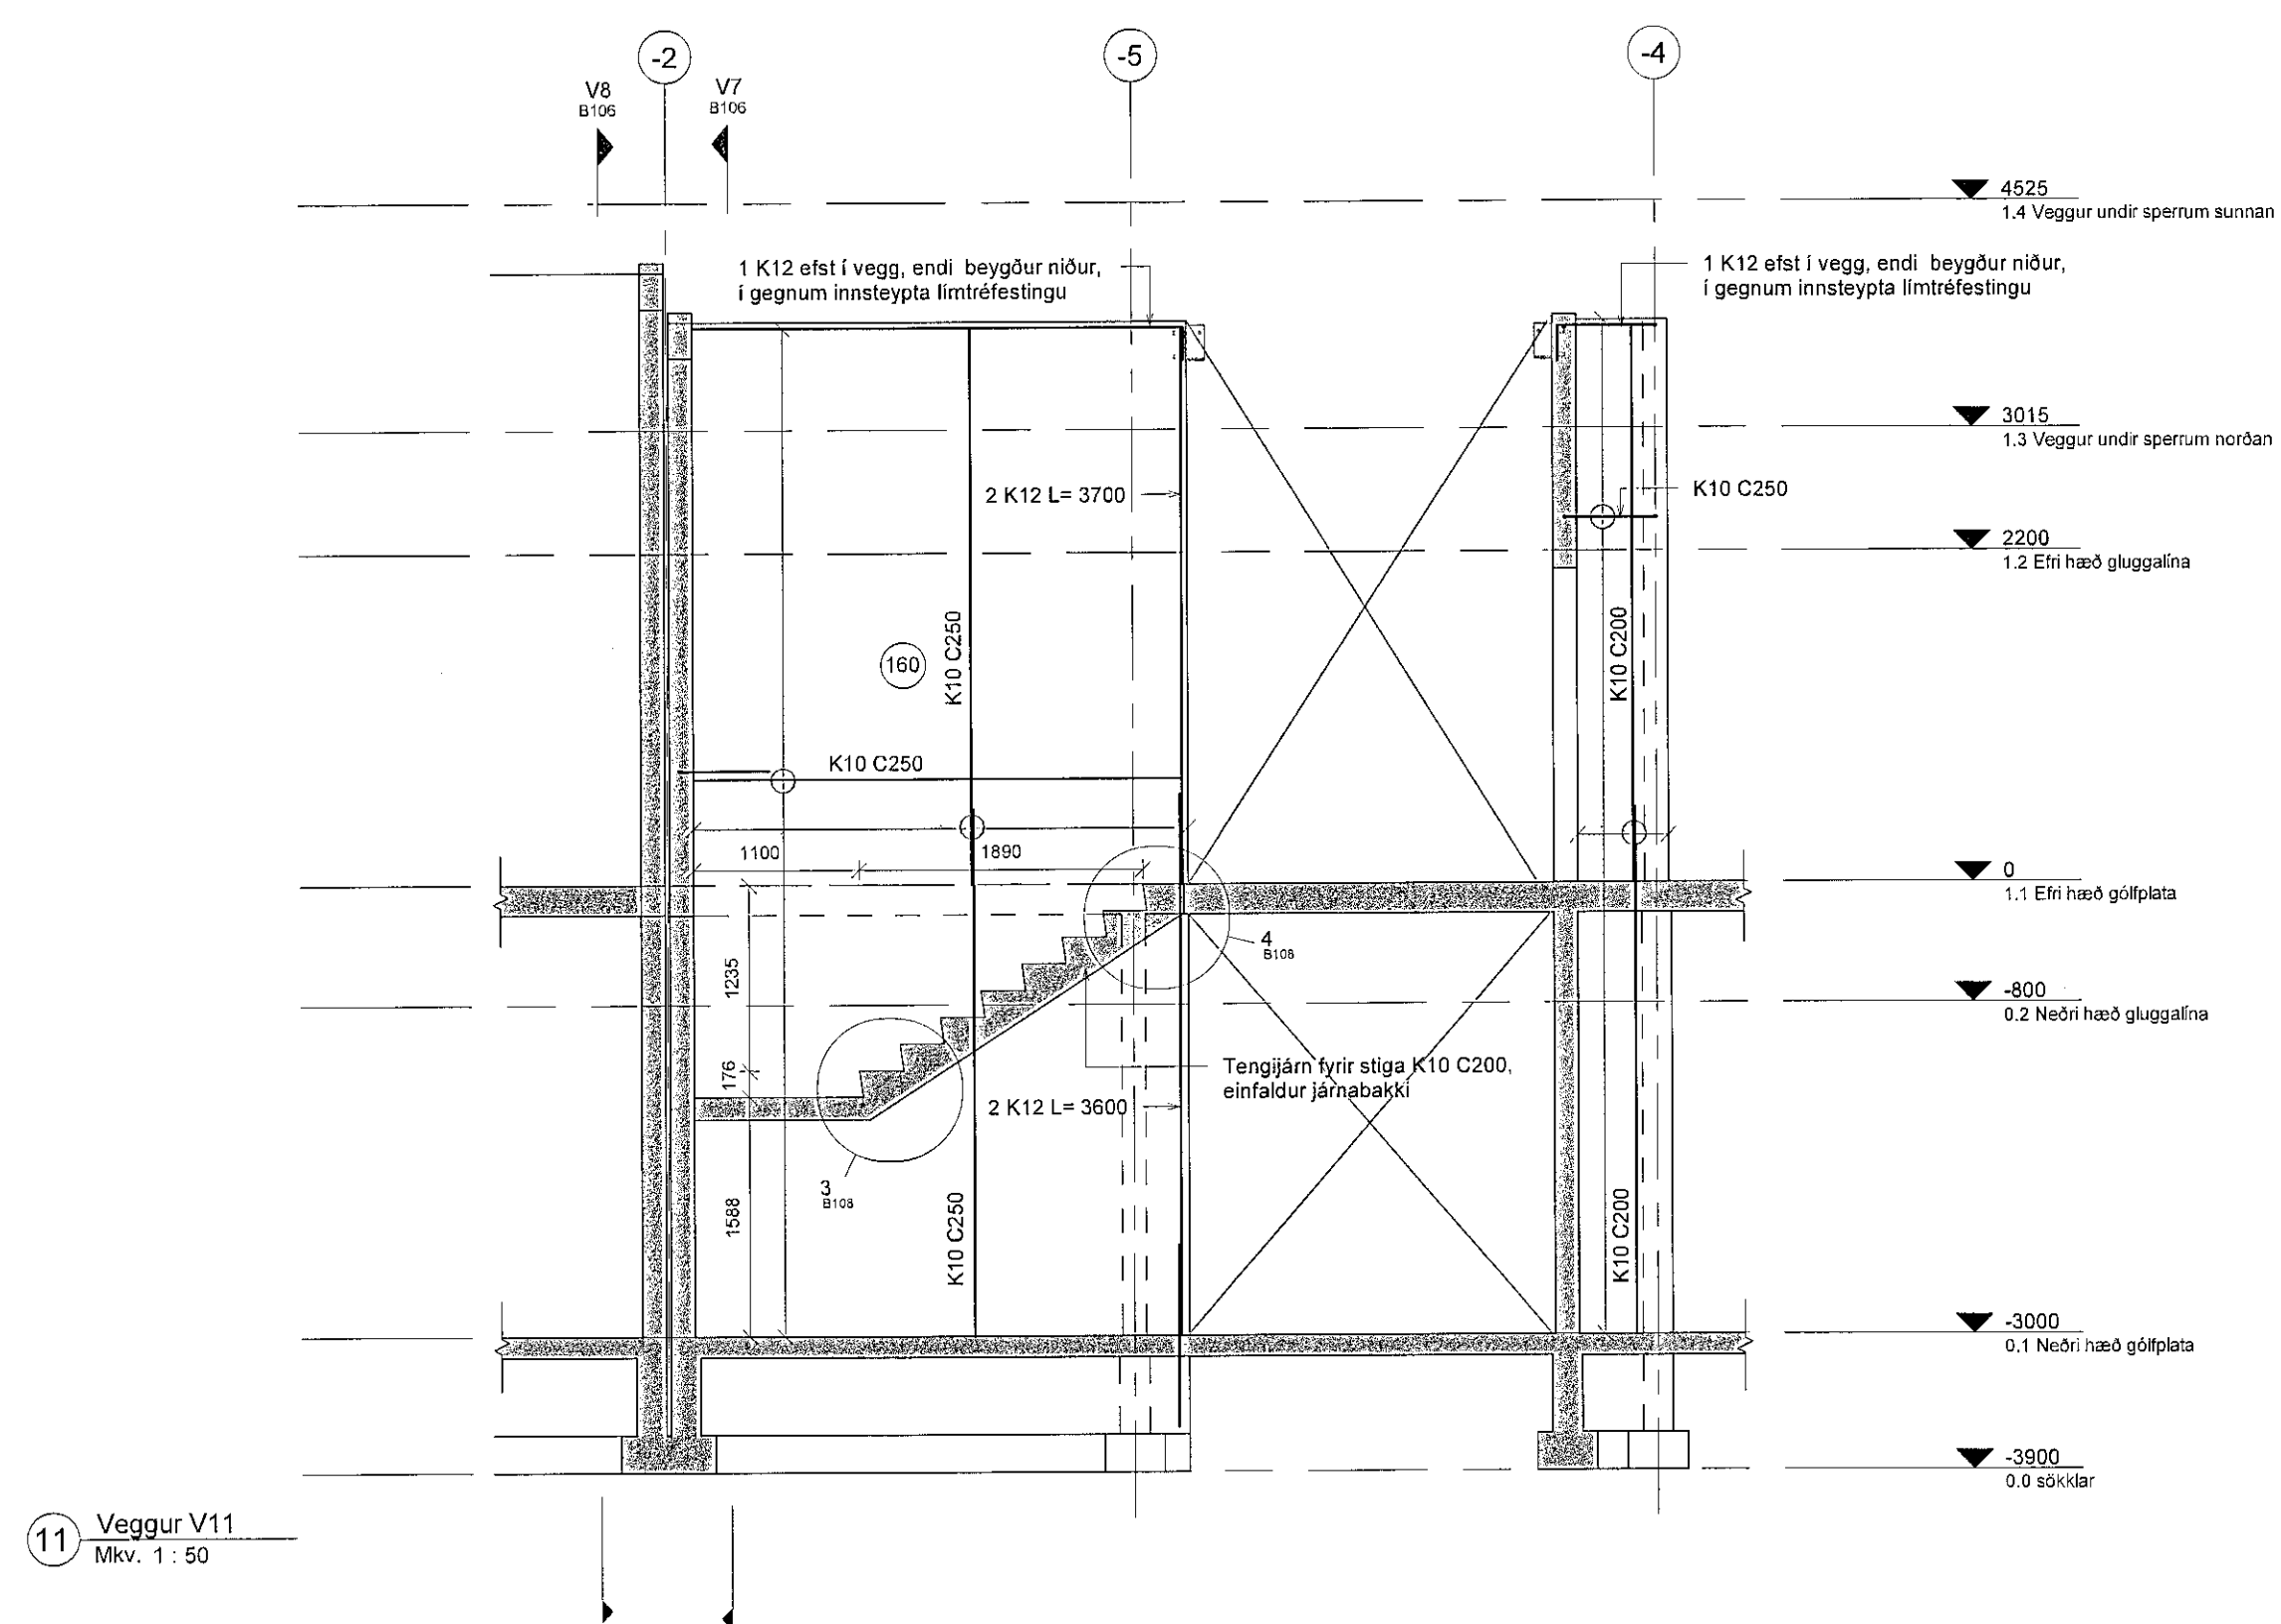 -2
-5
-4
V8
B106
V7
B106
4525
1.4 Veggur undir sperrum sunnan
1 K12 efst í vegg, endi beygður niður,
í gegnum innsteypta límtréfestingu
1 K12 efst í vegg, endi beygður niður,
í gegnum innsteypta límtréfestingu
3015
1.3 Veggur undir sperrum norðan
2 K12 L= 3700
K10 C250
2200
1.2 Efri hæð gluggalína
K10 C250
160
K10 C200
K10 C250
1100
1890
0
1.1 Efri hæð gólfplata
4
B108
1235
-800
0.2 Neðri hæð gluggalína
176
Tengijárn fyrir stiga K10 C200,
einfaldur járnabakki
2 K12 L= 3600
3
B108
1588
K10 C250
K10 C200
-3000
0.1 Neðri hæð gólfplata
-3900
0.0 sökklar
11
Veggur V11
Mkv. 1 : 50